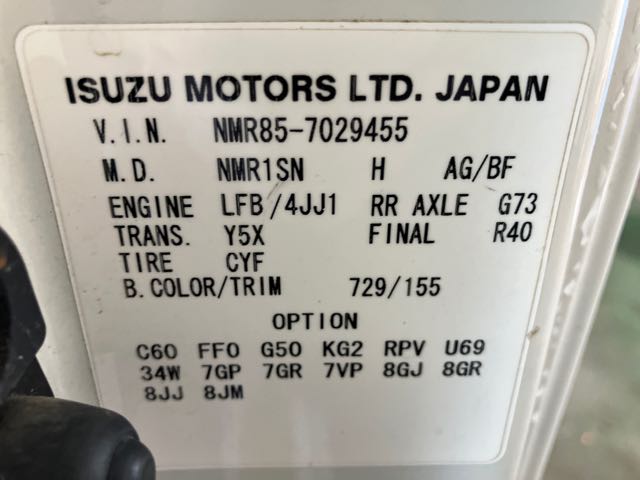 ISUZU MOTORS LTD. JAPAN
V.I.N. NMR85-7029455
M.D. NMR1SN H AG/BF
ENGINE LFB/4JJ1 RR AXLE G73
TRANS. Y5X FINAL R40
TIRE CYF
B.COLOR/TRIM 729/155
OPTION
C60 FF0 G50 KG2 RPV U69
34W 7GP 7GR 7VP 8GJ 8GR
8JJ 8JM